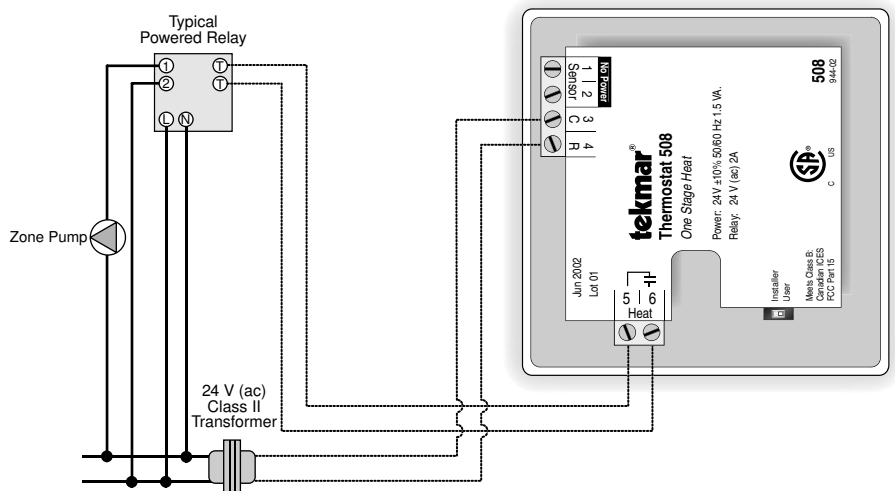 Typical
Powered Relay
1
2
T
T
L
N
Zone Pump
24 V (ac)
Class II
Transformer
No Power
Sensor
1
2
3
4
C
R
tekmar®
Thermostat 508
One Stage Heat
Power: 24 V ±10% 50/60 Hz 1.5 VA.
Relay: 24 V (ac) 2A
508
944-02
SA®
C US
Jun 2002
Lot 01
5 6
Heat
Installer
User
Meets Class B:
Canadian ICES
FCC Part 15